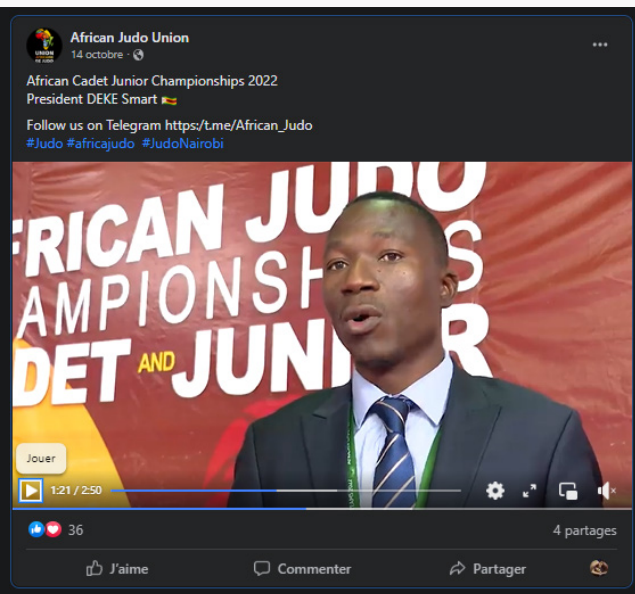 African Judo Union
14 octobre
African Cadet Junior Championships 2022
President DEKE Smart
Follow us on Telegram https:/t.me/African_Judo
#Judo #africajudo #JudoNairobi
FRICAN JUDO
AMPIONSH S
DET AND JUNI R
Jouer
1:21 / 2:50
36
4 partages
J'aime
Commenter
Partager